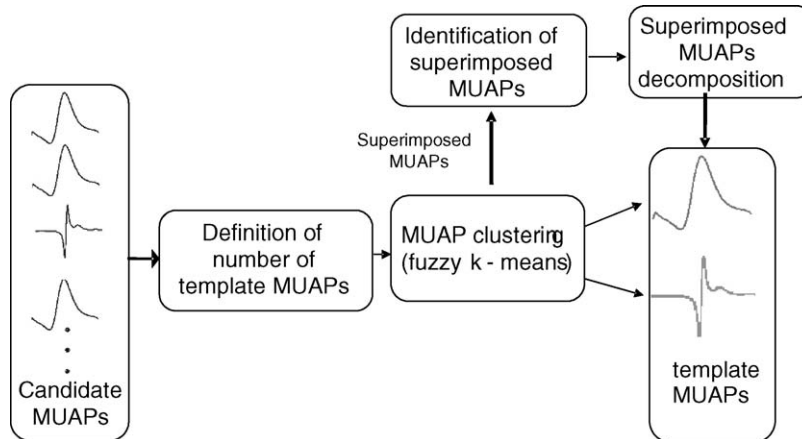 Candidate
MUAPs
Definition of
number of
template MUAPs
MUAP clustering
(fuzzy k - means)
Superimposed
MUAPs
Identification of
superimposed
MUAPs
Superimposed
MUAPs
decomposition
template
MUAPs